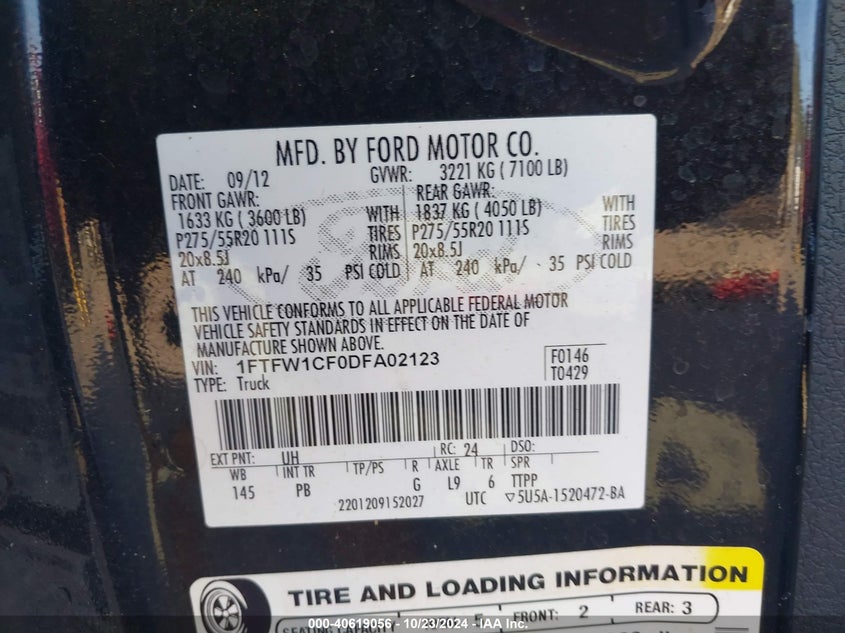 MFD. BY FORD MOTOR CO.
DATE: 09/12 GVWR: 3221 KG ( 7100 LB)
FRONT GAWR: REAR GAWR:
1633 KG ( 3600 LB) WITH 1837 KG ( 4050 LB) WITH
P275/55R20 111S TIRES P275/55R20 111S TIRES
20x8.5J RIMS 20x8.5J RIMS
AT 240 kPa/ 35 PSI COLD AT 240 kPa/ 35 PSI COLD
THIS VEHICLE CONFORMS TO ALL APPLICABLE FEDERAL MOTOR
VEHICLE SAFETY STANDARDS IN EFFECT ON THE DATE OF
MANUFACTURE SHOWN ABOVE.
VIN: 1FTFW1CF0DFA02123 F0146
TYPE: Truck T0429
EXT PNT: UH RC: 24 DSO:
WB INT TR TP/PS R AXLE TR SPR
145 PB G L9 6 TTPP
2201209152027 UTC ▽5U5A-1520472-BA
TIRE AND LOADING INFORMATION
SEATING CAPACITY 5 FRONT: 2 REAR: 3
000-40619056 - 10/23/2024 - IAA Inc.